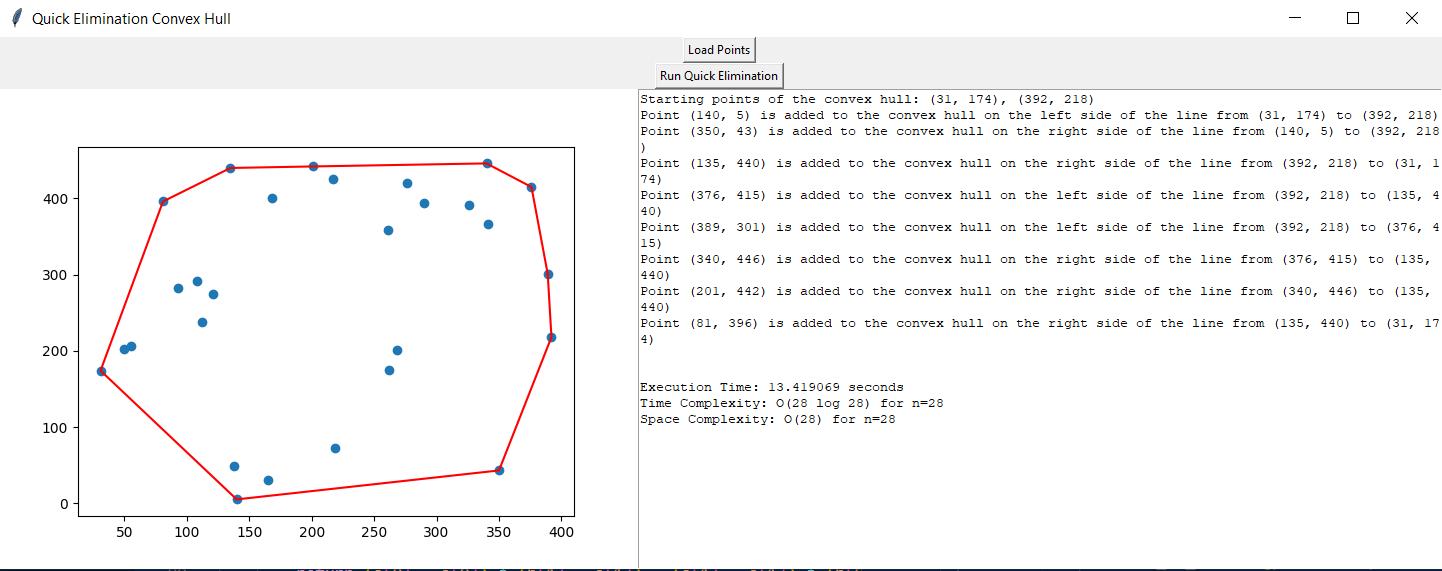 Quick Elimination Convex Hull
Load Points
Run Quick Elimination
Starting points of the convex hull: (31, 174), (392, 218)
Point (140, 5) is added to the convex hull on the left side of the line from (31, 174) to (392, 218)
Point (350, 43) is added to the convex hull on the right side of the line from (140, 5) to (392, 218
)
Point (135, 440) is added to the convex hull on the right side of the line from (392, 218) to (31, 1
74)
Point (376, 415) is added to the convex hull on the left side of the line from (392, 218) to (135, 4
40)
Point (389, 301) is added to the convex hull on the left side of the line from (392, 218) to (376, 4
15)
Point (340, 446) is added to the convex hull on the right side of the line from (376, 415) to (135,
440)
Point (201, 442) is added to the convex hull on the right side of the line from (340, 446) to (135,
440)
Point (81, 396) is added to the convex hull on the right side of the line from (135, 440) to (31, 17
4)
Execution Time: 13.419069 seconds
Time Complexity: O(28 log 28) for n=28
Space Complexity: O(28) for n=28
400
300
200
100
0
50 100 150 200 250 300 350 400